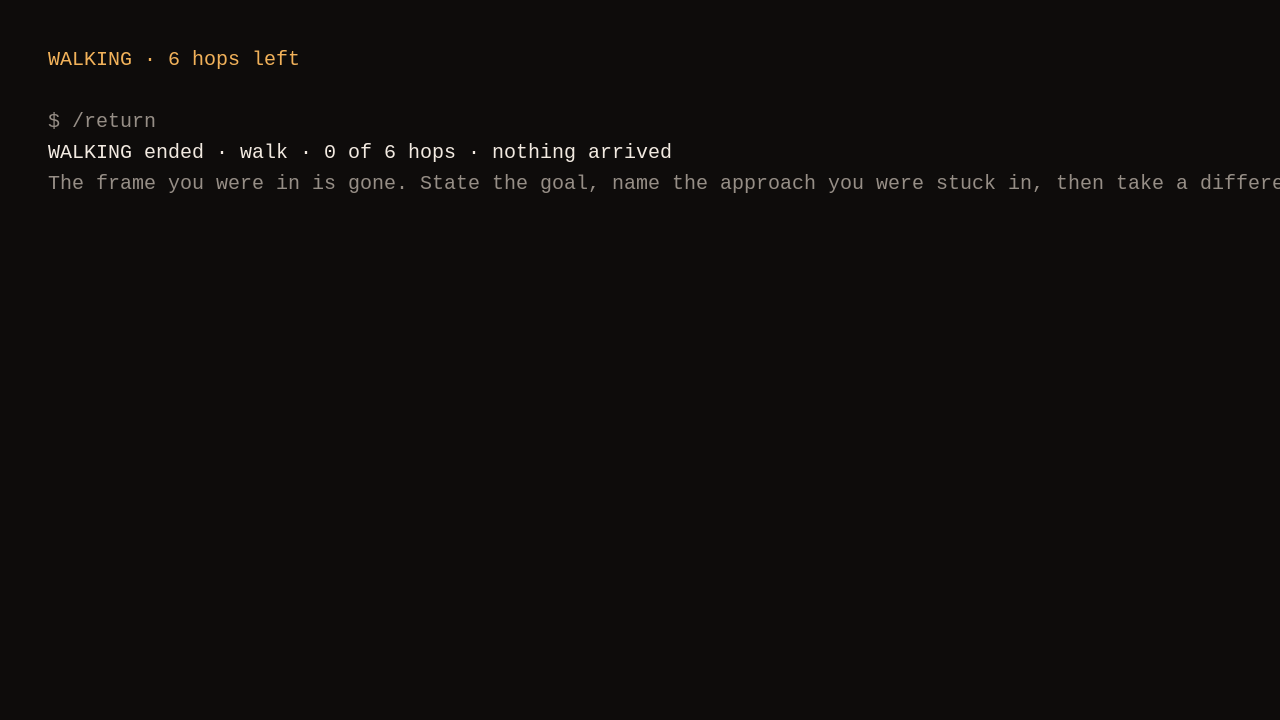 WALKING · 6 hops left
$ /return
WALKING ended · walk · 0 of 6 hops · nothing arrived
The frame you were in is gone. State the goal, name the approach you were stuck in, then take a differe